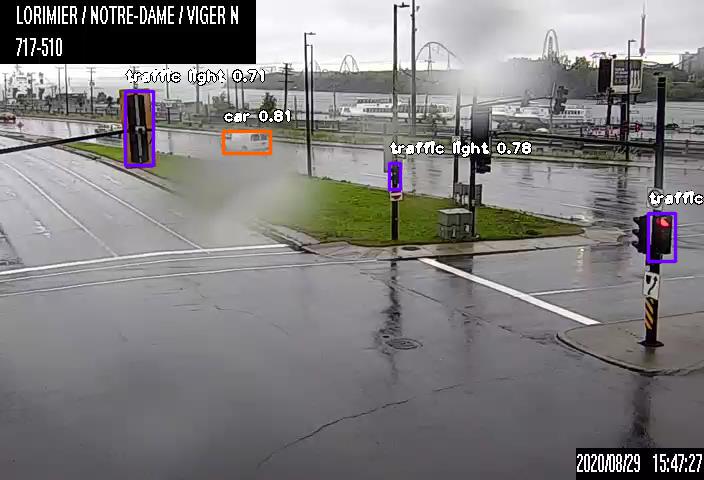 LORIMIER / NOTRE-DAME / VIGER N
717-510
traffic light 0.71
car 0.81
traffic light 0.78
traffic
2020/08/29 15:47:27